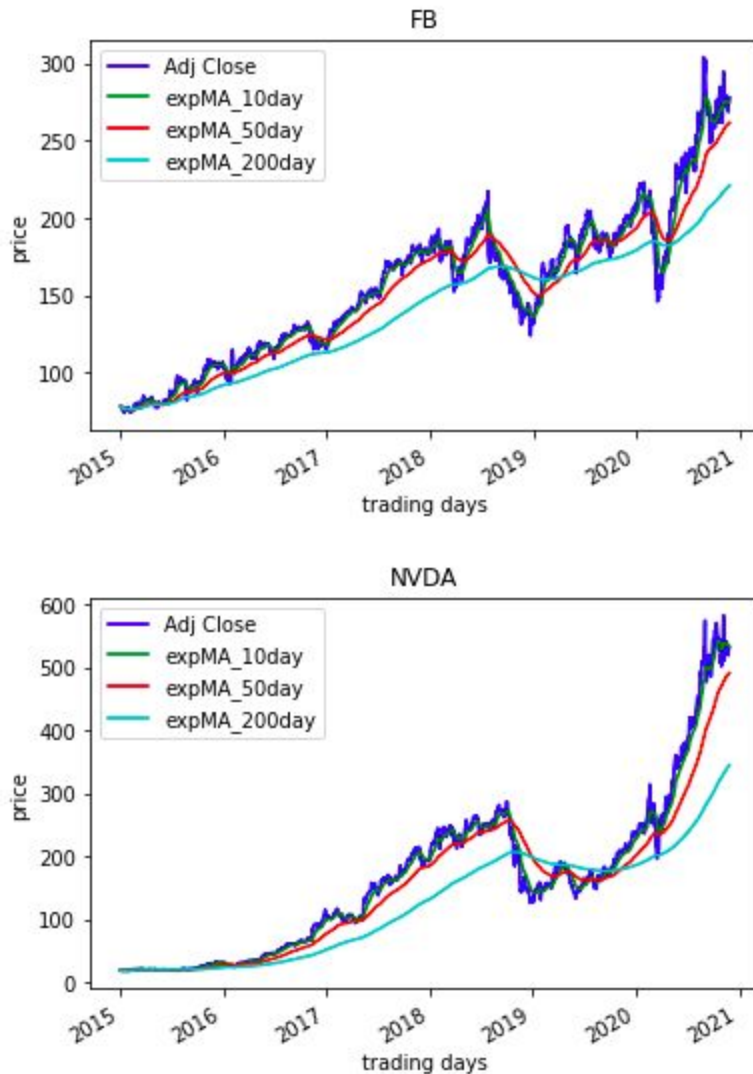 FB
Adj Close
expMA_10day
expMA_50day
expMA_200day
300
250
200
150
100
price
2015
2016
2017
2018
2019
2020
2021
trading days
NVDA
Adj Close
expMA_10day
expMA_50day
expMA_200day
600
500
400
300
200
100
0
price
2015
2016
2017
2018
2019
2020
2021
trading days